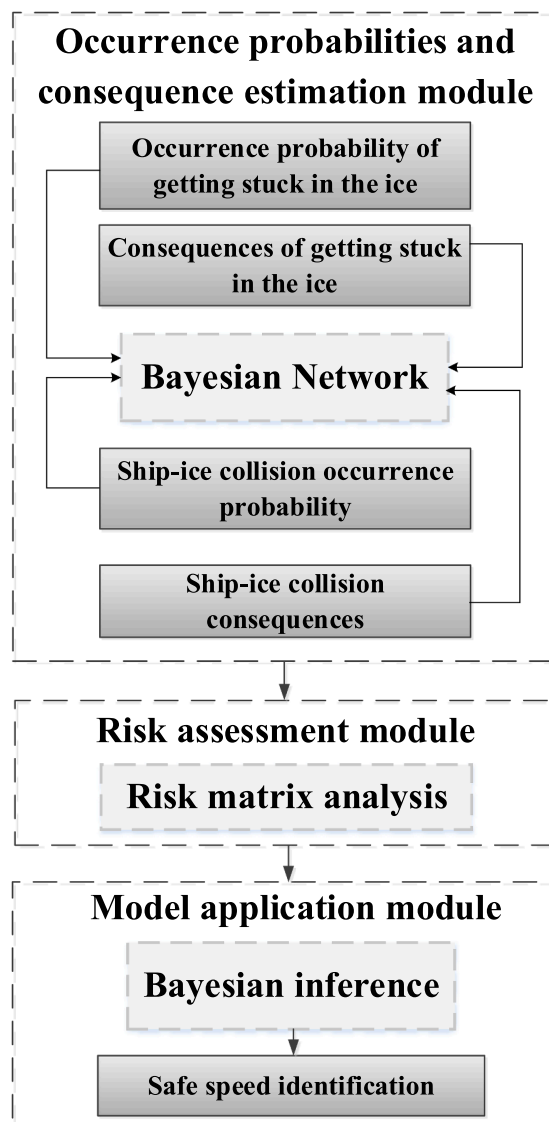 Occurrence probabilities and
consequence estimation module
Occurrence probability of
getting stuck in the ice
Consequences of getting stuck
in the ice
Bayesian Network
Ship-ice collision occurrence
probability
Ship-ice collision
consequences
Risk assessment module
Risk matrix analysis
Model application module
Bayesian inference
Safe speed identification